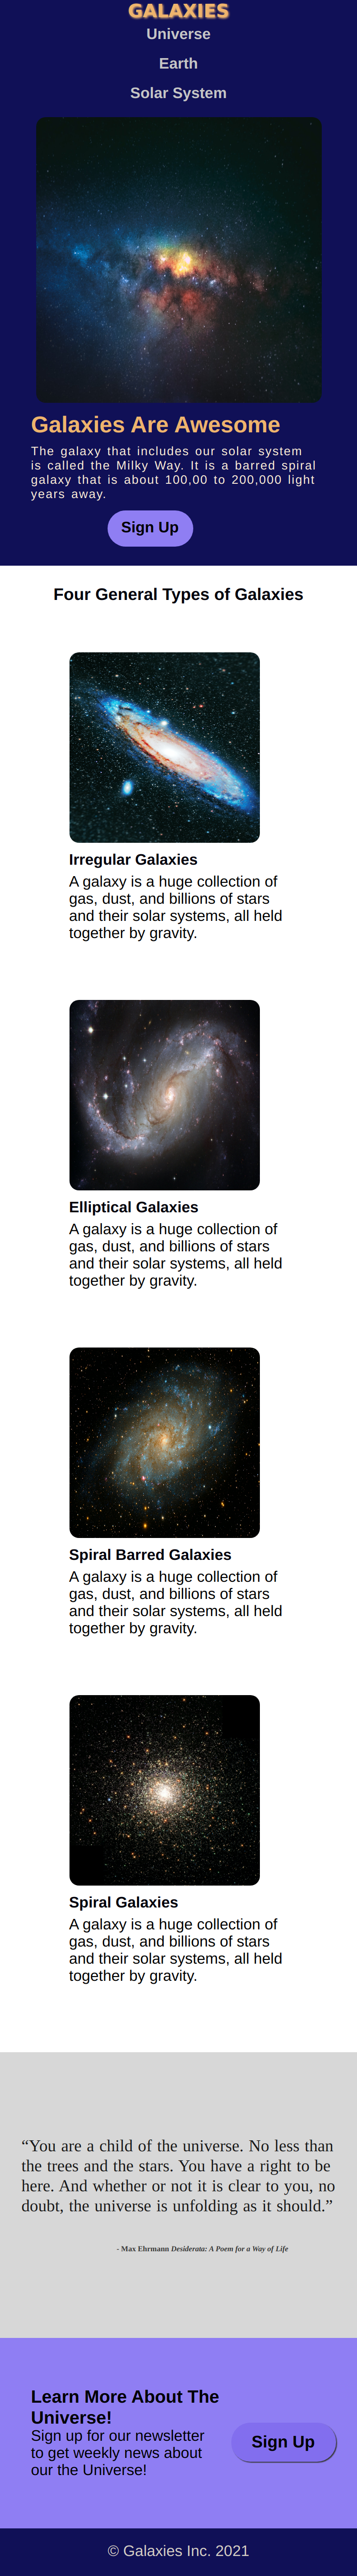 GALAXIES
Universe
Earth
Solar System
Galaxies Are Awesome
The galaxy that includes our solar system
is called the Milky Way. It is a barred spiral
galaxy that is about 100,00 to 200,000 light
years away.
Sign Up
Four General Types of Galaxies
Irregular Galaxies
A galaxy is a huge collection of
gas, dust, and billions of stars
and their solar systems, all held
together by gravity.
Elliptical Galaxies
A galaxy is a huge collection of
gas, dust, and billions of stars
and their solar systems, all held
together by gravity.
Spiral Barred Galaxies
A galaxy is a huge collection of
gas, dust, and billions of stars
and their solar systems, all held
together by gravity.
Spiral Galaxies
A galaxy is a huge collection of
gas, dust, and billions of stars
and their solar systems, all held
together by gravity.
“You are a child of the universe. No less than
the trees and the stars. You have a right to be
here. And whether or not it is clear to you, no
doubt, the universe is unfolding as it should.”
- Max Ehrmann Desiderata: A Poem for a Way of Life
Learn More About The
Universe!
Sign up for our newsletter
to get weekly news about
our the Universe!
Sign Up
© Galaxies Inc. 2021